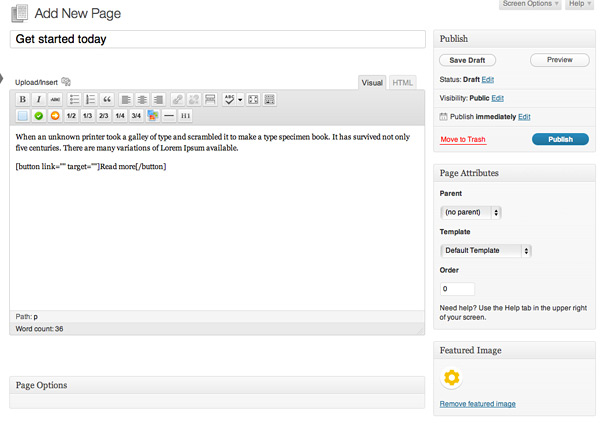 Screen Options
Help
Add New Page
Get started today
Upload/Insert
Visual
HTML
B I ABC ABC
1/2 1/3 2/3 1/4 3/4 H1
When an unknown printer took a galley of type and scrambled it to make a type specimen book. It has survived not only
five centuries. There are many variations of Lorem Ipsum available.
[button link="" target=""]Read more[/button]
Path: p
Word count: 36
Page Options
Publish
Save Draft
Preview
Status: Draft Edit
Visibility: Public Edit
Publish immediately Edit
Move to Trash
Publish
Page Attributes
Parent
(no parent)
Template
Default Template
Order
0
Need help? Use the Help tab in the upper right
of your screen.
Featured Image
Remove featured image